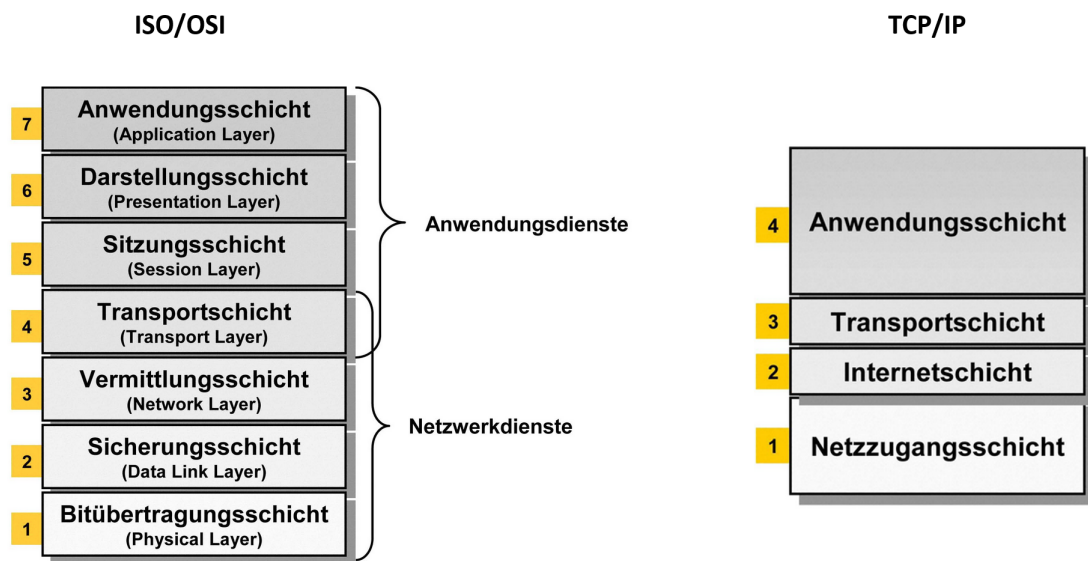 ISO/OSI
7
Anwendungsschicht
(Application Layer)
6
Darstellungsschicht
(Presentation Layer)
5
Sitzungsschicht
(Session Layer)
4
Transportschicht
(Transport Layer)
3
Vermittlungsschicht
(Network Layer)
2
Sicherungsschicht
(Data Link Layer)
1
Bitübertragungsschicht
(Physical Layer)
Anwendungsdienste
Netzwerkdienste
TCP/IP
4
Anwendungsschicht
3
Transportschicht
2
Internetschicht
1
Netzzugangsschicht